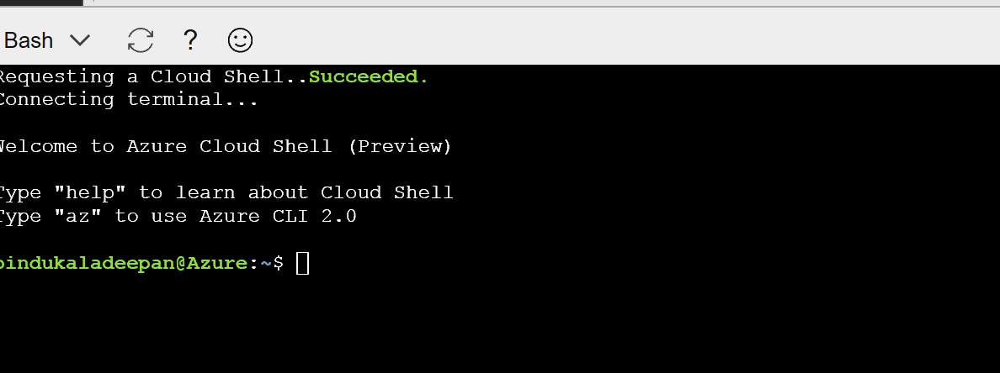 Bash ?
Requesting a Cloud Shell..Succeeded.
Connecting terminal...
Welcome to Azure Cloud Shell (Preview)
Type "help" to learn about Cloud Shell
Type "az" to use Azure CLI 2.0
bindukaladeepan@Azure:~$